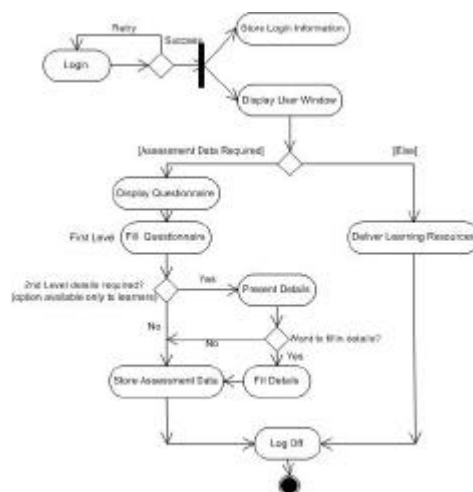 Retry
Store Login Information
Success
Login
Display User Window
[Assessment Data Required]
[Else]
Display Questionnaire
First Level
Fill Questionnaire
Deliver Learning Resources
2nd Level details required?
[option available only to learners]
Yes
Present Details
No
No
Want to fill in details?
Yes
Store Assessment Data
Fill Details
Log Off